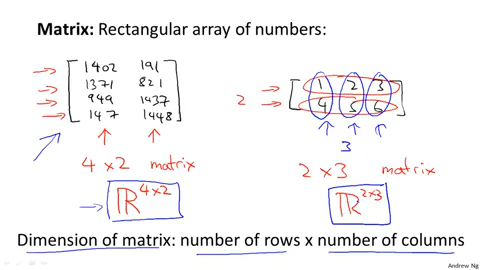 Matrix: Rectangular array of numbers:
1402 191
1371 821
949 1437
147 1448
4 x 2 matrix
ℝ^{4x2}
2
1 2 3
4 5 6
3
2 x 3 matrix
ℝ^{2x3}
Dimension of matrix: number of rows x number of columns
Andrew Ng